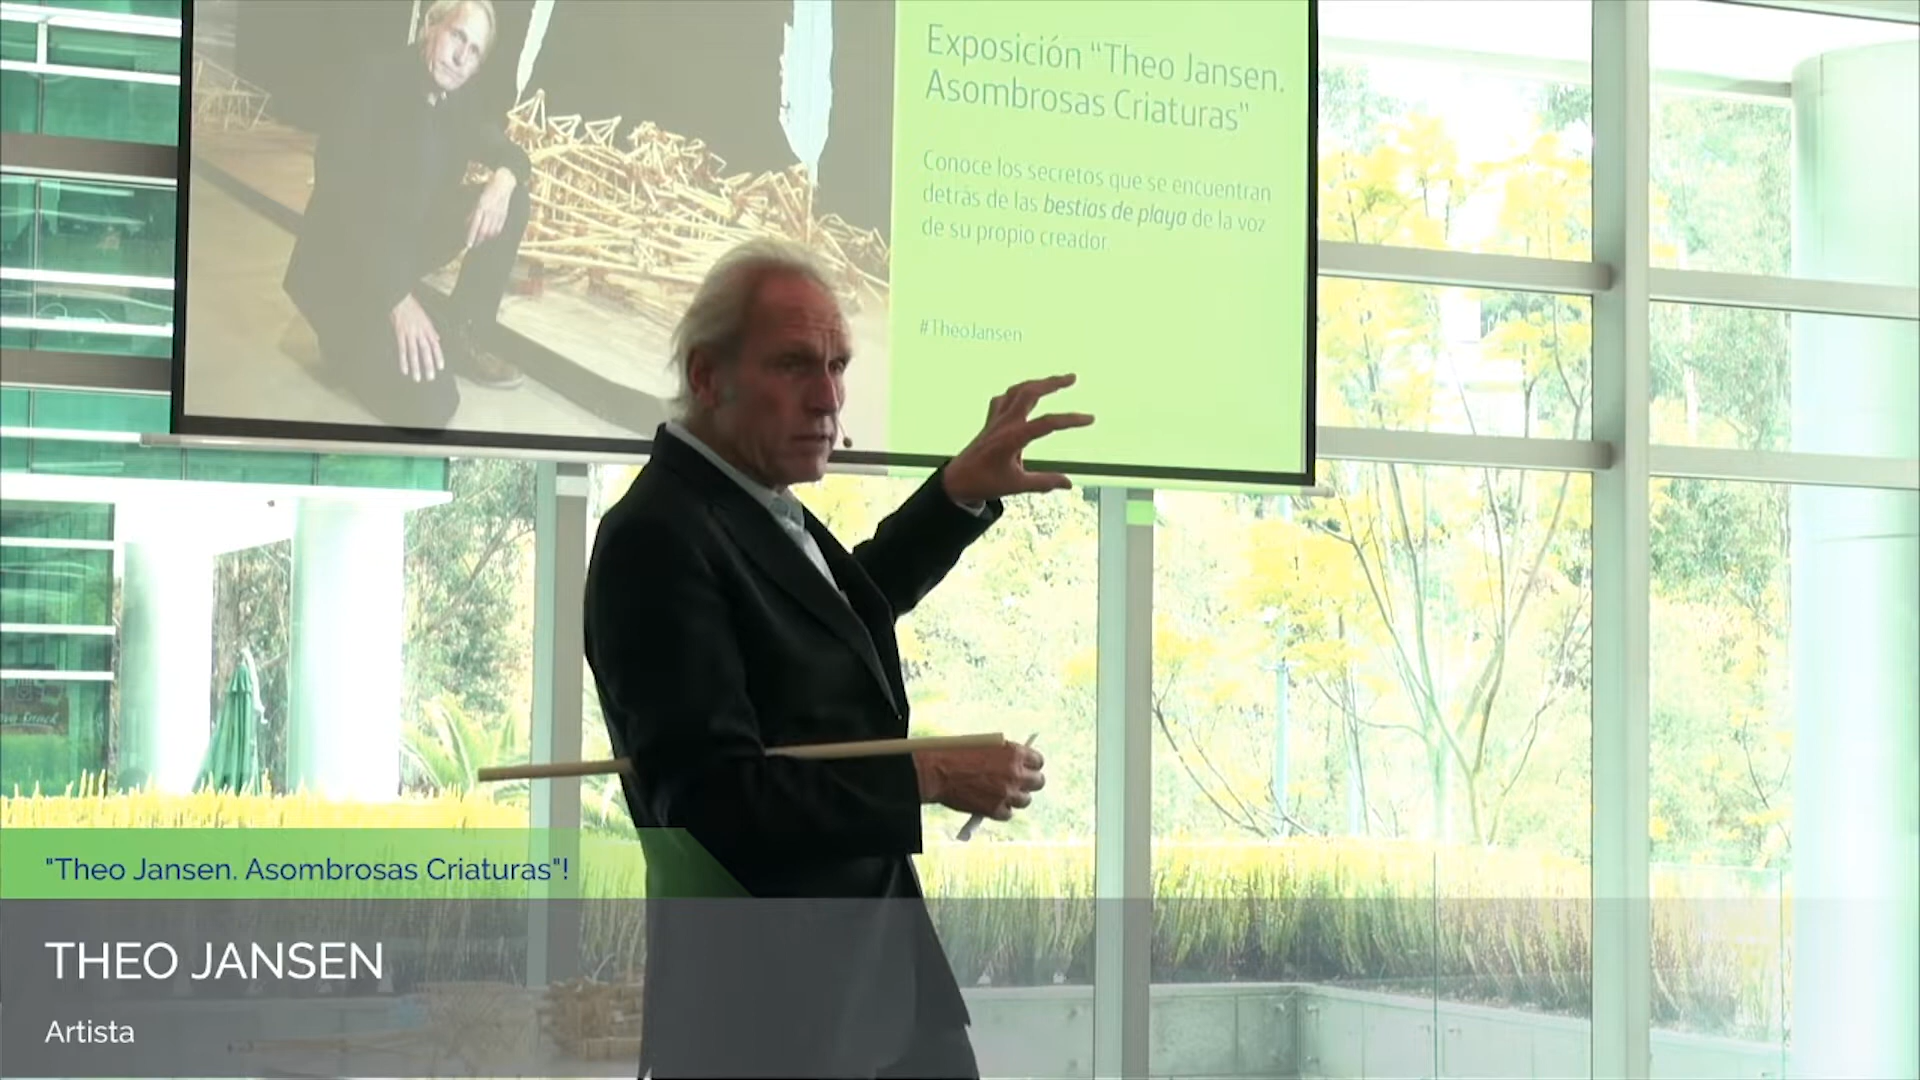 Exposición "Theo Jansen.
Asombrosas Criaturas"
Conoce los secretos que se encuentran
detrás de las bestias de playa de la voz
de su propio creador.
#TheoJansen
"Theo Jansen. Asombrosas Criaturas"!
THEO JANSEN
Artista